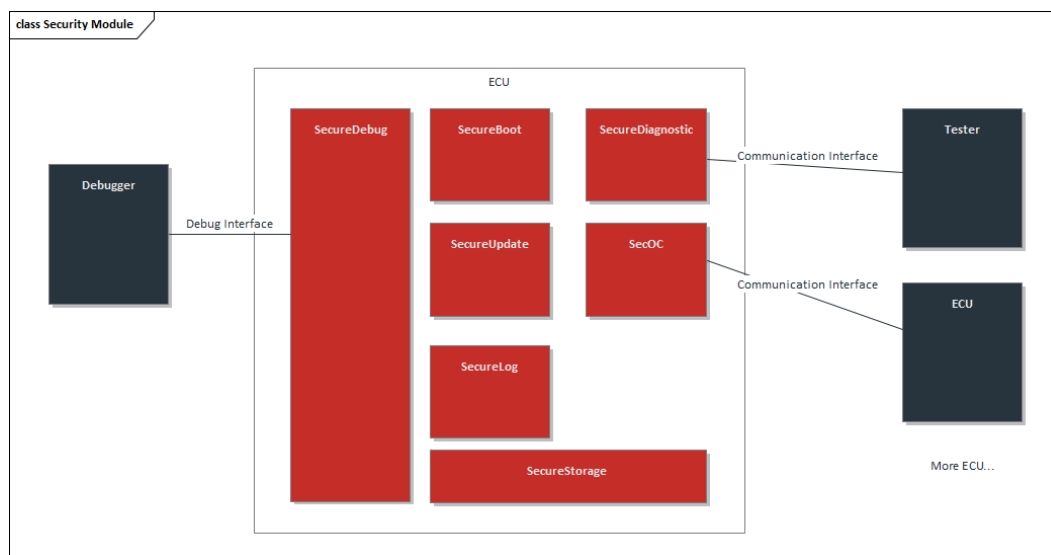 class Security Module
ECU
SecureDebug
SecureBoot
SecureDiagnostic
Tester
Communication Interface
Debugger
Debug Interface
SecureUpdate
SecOC
Communication Interface
ECU
SecureLog
SecureStorage
More ECU...